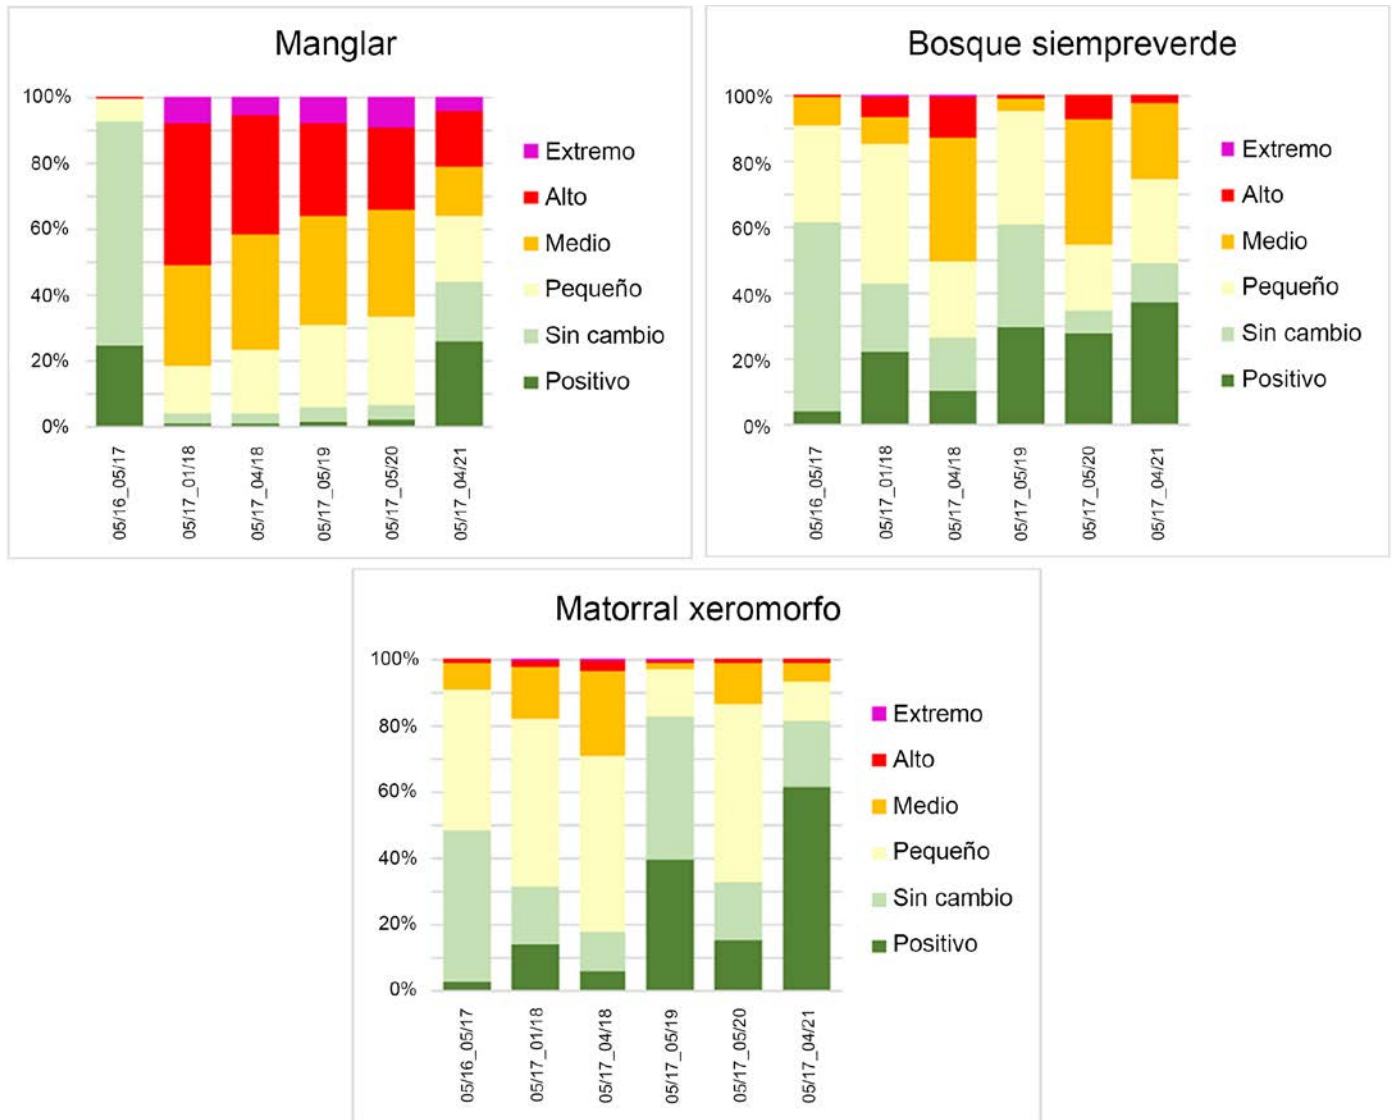 Manglar
100%
80%
60%
40%
20%
0%
05/16_05/17
05/17_01/18
05/17_04/18
05/17_05/19
05/17_05/20
05/17_04/21
Extremo
Alto
Medio
Pequeño
Sin cambio
Positivo
Bosque siempreverde
100%
80%
60%
40%
20%
0%
05/16_05/17
05/17_01/18
05/17_04/18
05/17_05/19
05/17_05/20
05/17_04/21
Extremo
Alto
Medio
Pequeño
Sin cambio
Positivo
Matorral xeromorfo
100%
80%
60%
40%
20%
0%
05/16_05/17
05/17_01/18
05/17_04/18
05/17_05/19
05/17_05/20
05/17_04/21
Extremo
Alto
Medio
Pequeño
Sin cambio
Positivo